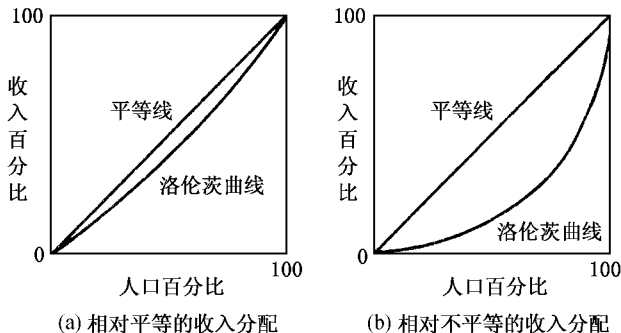 100
收入百分比
平等线
洛伦茨曲线
0
人口百分比
100
(a) 相对平等的收入分配
100
收入百分比
平等线
洛伦茨曲线
0
人口百分比
100
(b) 相对不平等的收入分配